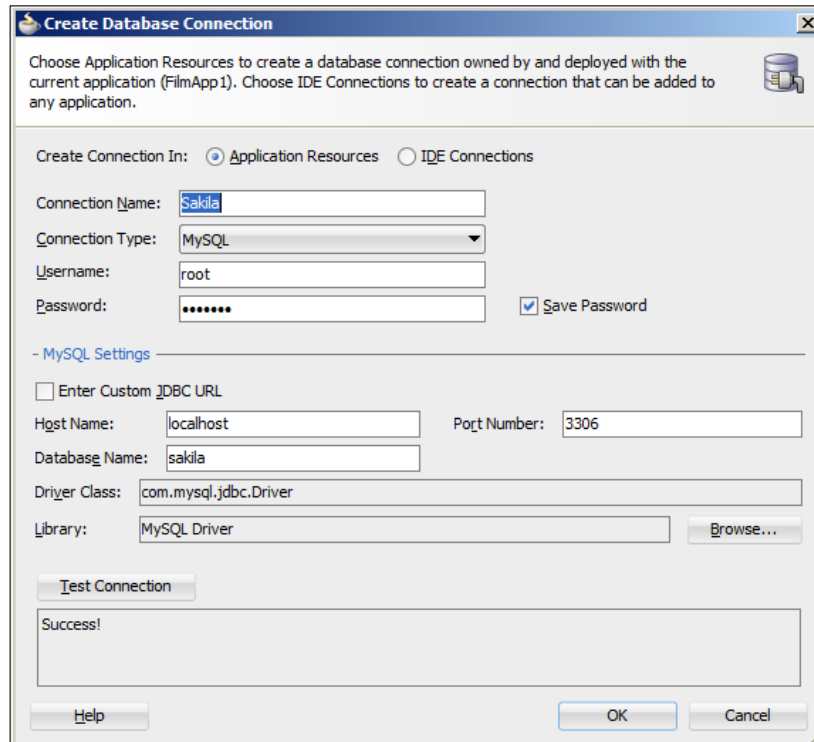 Create Database Connection
Choose Application Resources to create a database connection owned by and deployed with the
current application (FilmApp1). Choose IDE Connections to create a connection that can be added to
any application.
Create Connection In: Application Resources IDE Connections
Connection Name: Sakila
Connection Type: MySQL
Username: root
Password: •••••••
Save Password
MySQL Settings
Enter Custom JDBC URL
Host Name: localhost Port Number: 3306
Database Name: sakila
Driver Class: com.mysql.jdbc.Driver
Library: MySQL Driver Browse...
Test Connection
Success!
Help OK Cancel